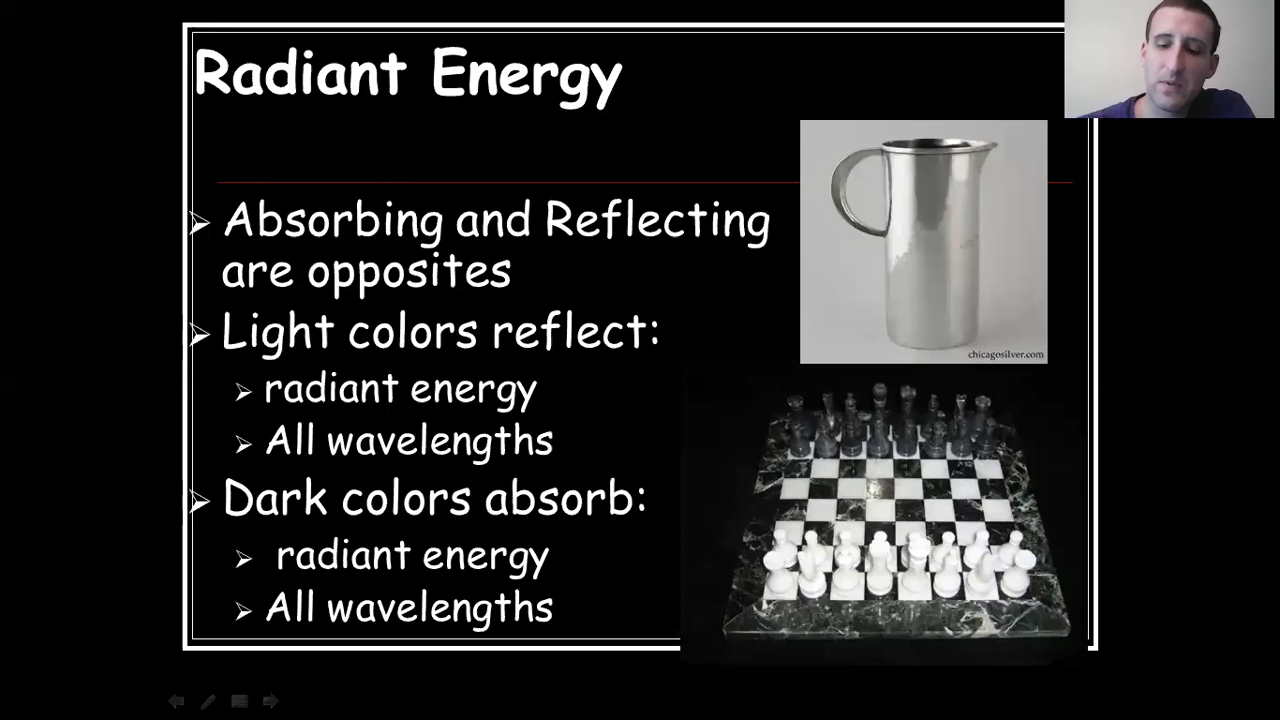 Radiant Energy
Absorbing and Reflecting
are opposites
Light colors reflect:
radiant energy
All wavelengths
Dark colors absorb:
radiant energy
All wavelengths
chicagosilver.com